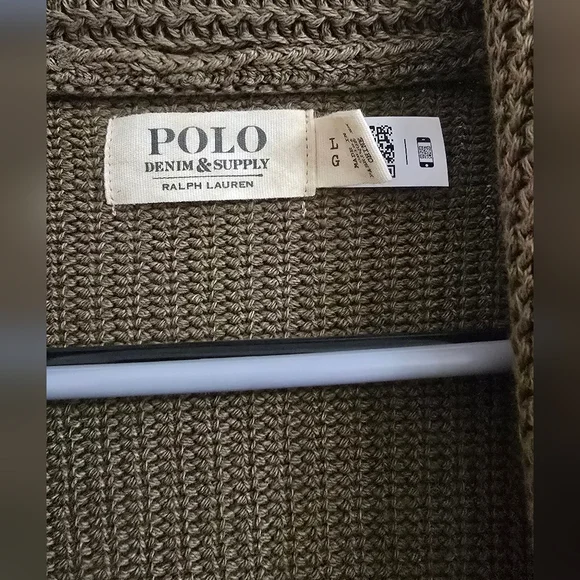 POLO
DENIM & SUPPLY
RALPH LAUREN
L
G